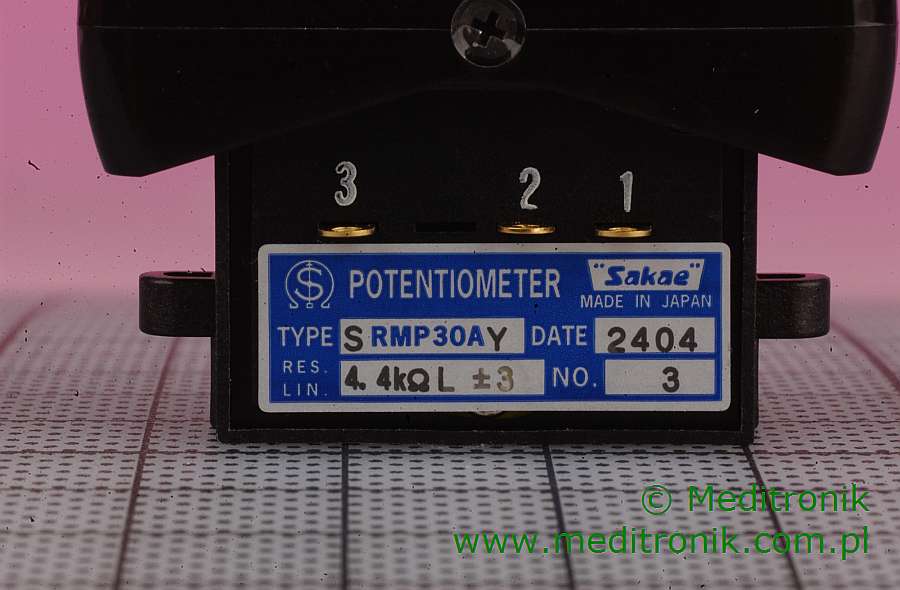 3 2 1
POTENTIOMETER "Sakae"
MADE IN JAPAN
TYPE SRMP30AY DATE 2404
RES. LIN. 4.4kΩ L ±3 NO. 3
© Meditronik
www.meditronik.com.pl